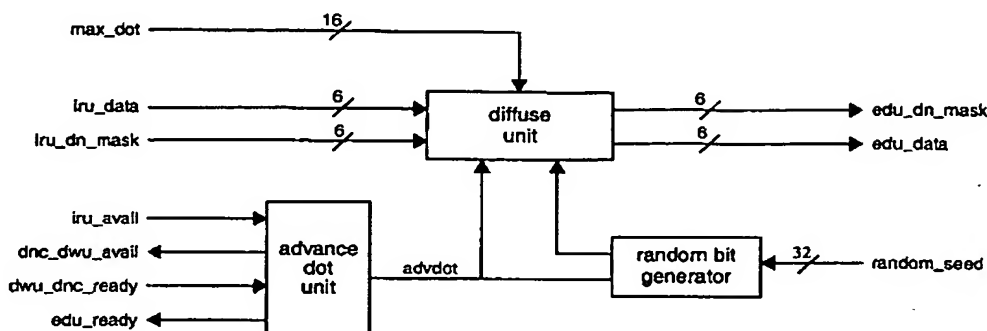 max_dot
16
iru_data
6
iru_dn_mask
6
diffuse
unit
6
edu_dn_mask
6
edu_data
iru_avail
dnc_dwu_avail
dwu_dnc_ready
edu_ready
advance
dot
unit
advdot
random bit
generator
32
random_seed